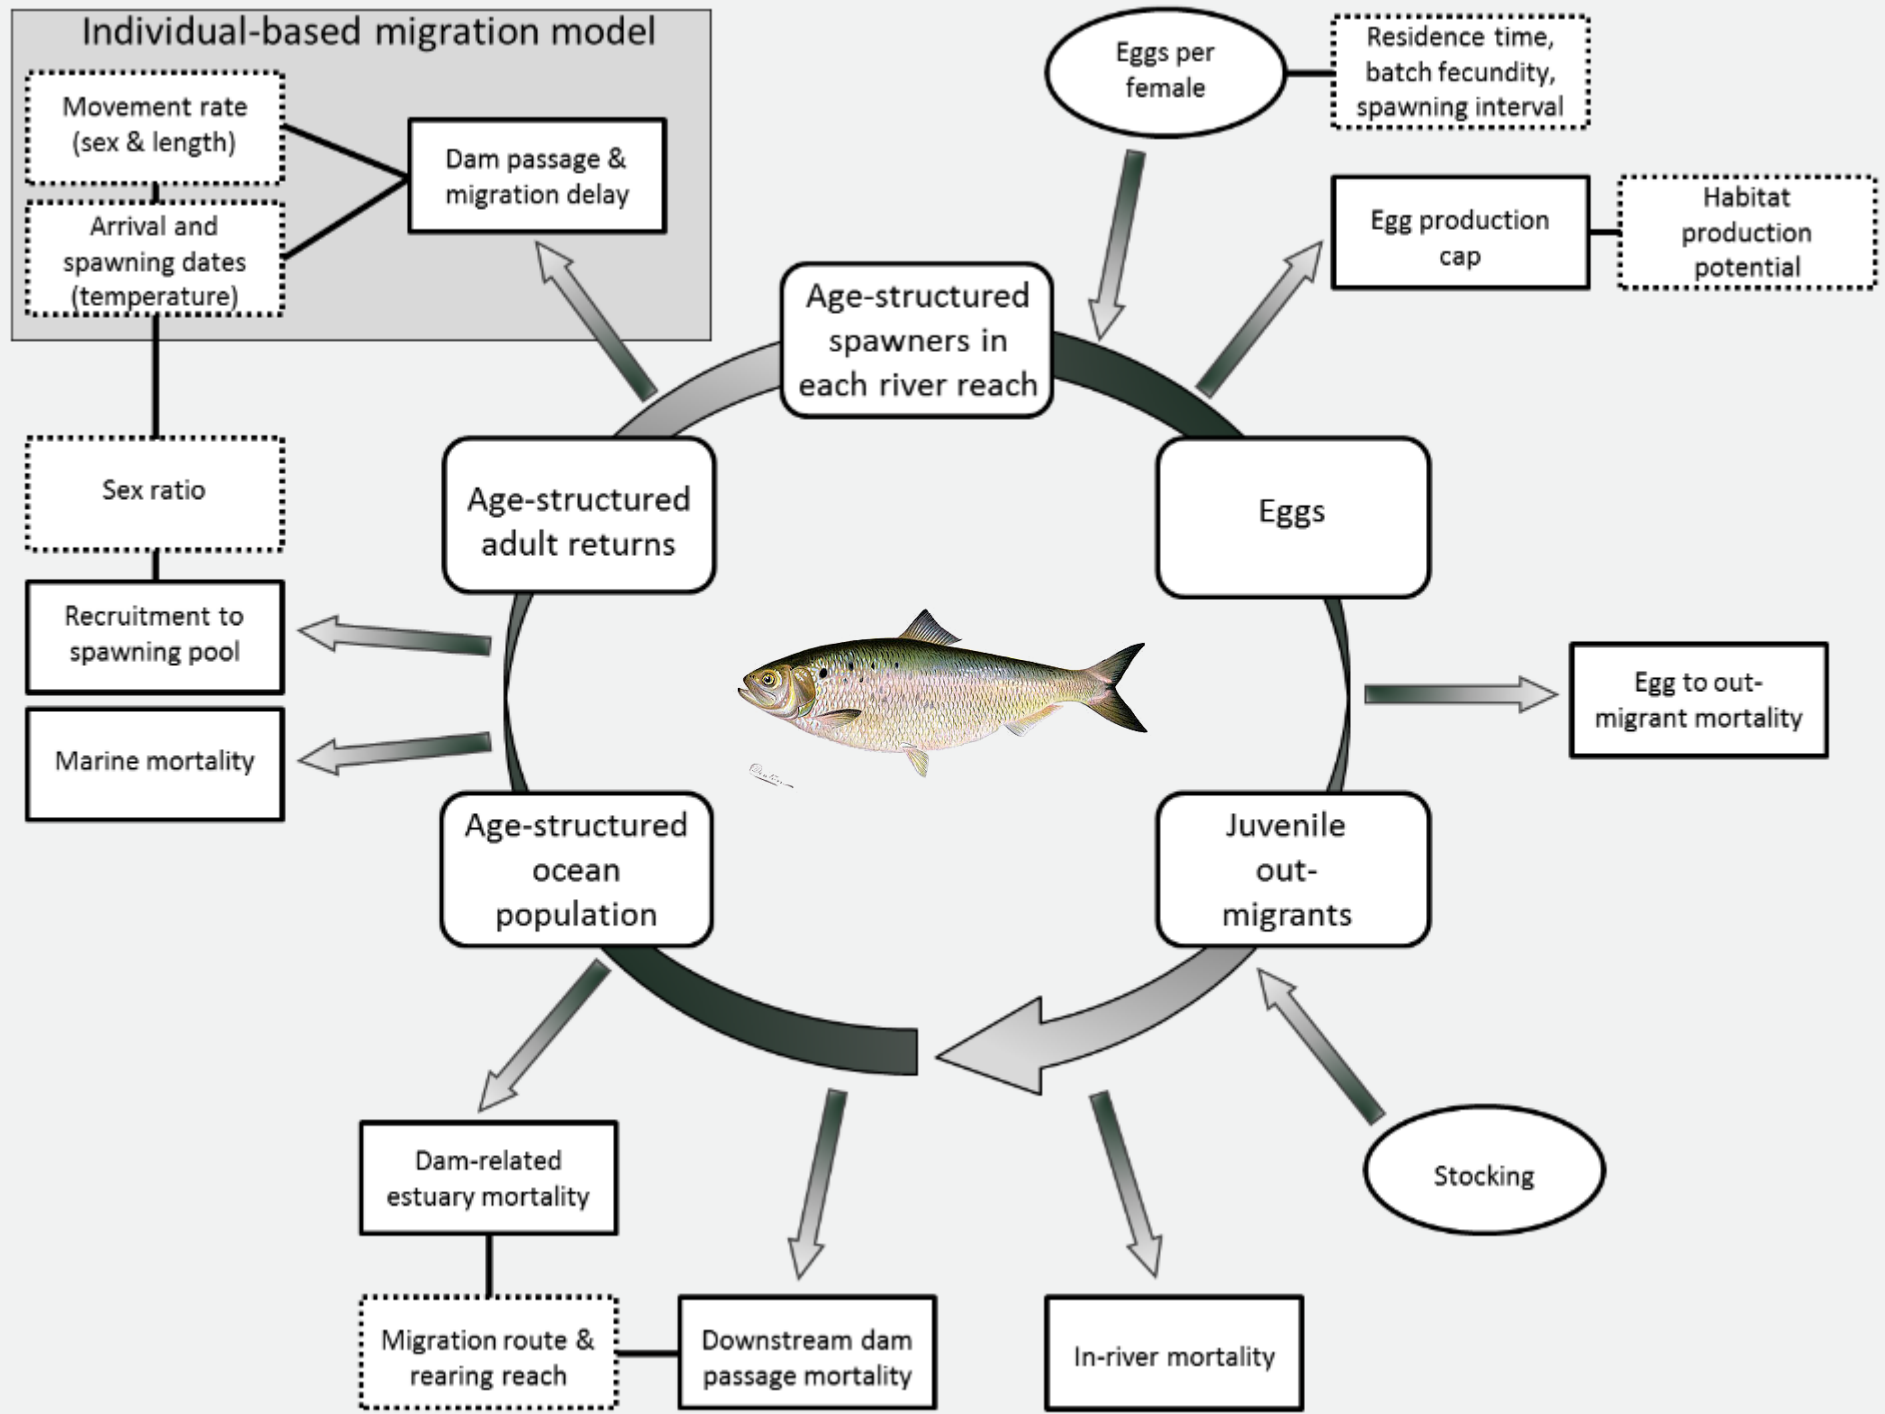 Individual-based migration model
Movement rate
(sex & length)
Arrival and
spawning dates
(temperature)
Dam passage &
migration delay
Eggs per
female
Residence time,
batch fecundity,
spawning interval
Egg production
cap
Habitat
production
potential
Age-structured
spawners in
each river reach
Sex ratio
Age-structured
adult returns
Eggs
Recruitment to
spawning pool
Marine mortality
Egg to out-
migrant mortality
Age-structured
ocean
population
Juvenile
out-
migrants
Dam-related
estuary mortality
Stocking
Migration route &
rearing reach
Downstream dam
passage mortality
In-river mortality